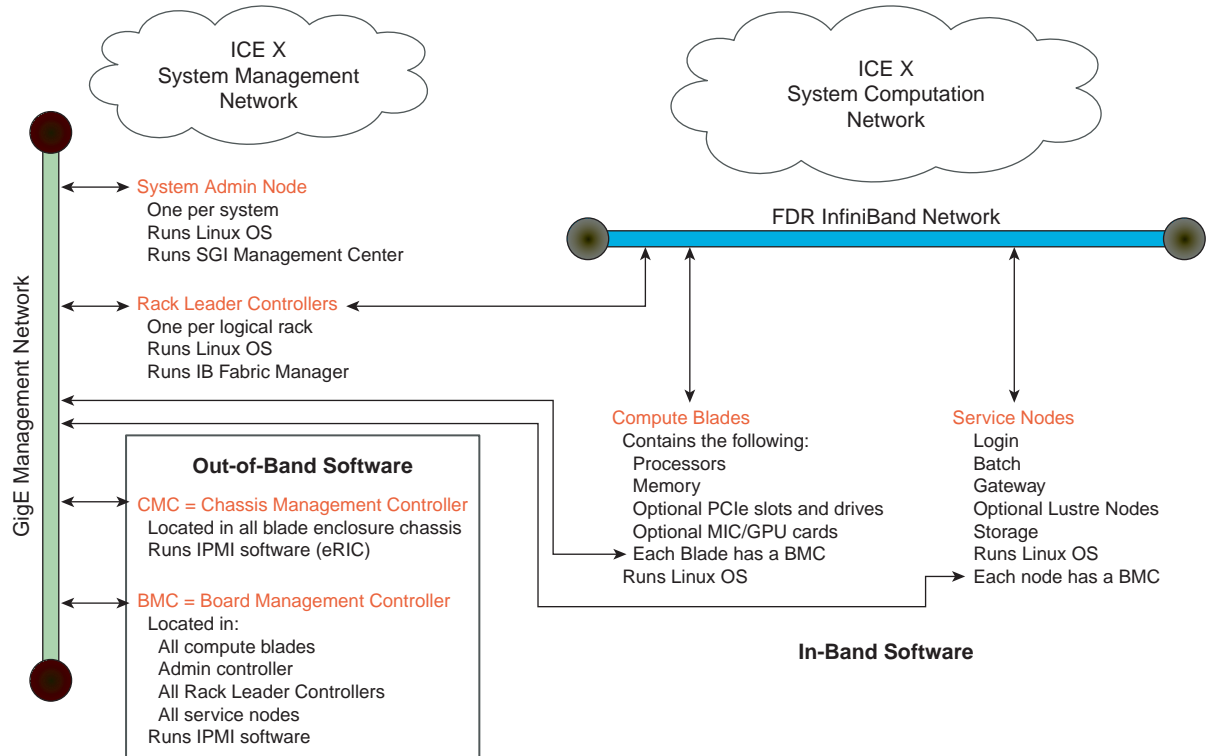 ICE X
System Management
Network
ICE X
System Computation
Network
GigE Management Network
System Admin Node
One per system
Runs Linux OS
Runs SGI Management Center
FDR InfiniBand Network
Rack Leader Controllers
One per logical rack
Runs Linux OS
Runs IB Fabric Manager
Out-of-Band Software
CMC = Chassis Management Controller
Located in all blade enclosure chassis
Runs IPMI software (eRIC)
BMC = Board Management Controller
Located in:
All compute blades
Admin controller
All Rack Leader Controllers
All service nodes
Runs IPMI software
Compute Blades
Contains the following:
Processors
Memory
Optional PCIe slots and drives
Optional MIC/GPU cards
Each Blade has a BMC
Runs Linux OS
Service Nodes
Login
Batch
Gateway
Optional Lustre Nodes
Storage
Runs Linux OS
Each node has a BMC
In-Band Software